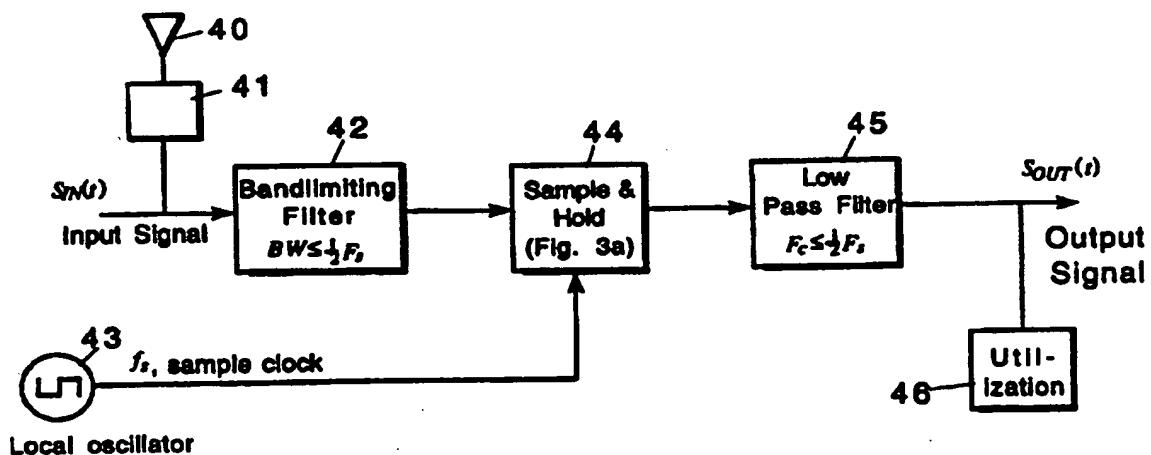 40
41
42
44
45
S_IN(t)
Input Signal
Bandlimiting
Filter
BW≤½F_s
Sample &
Hold
(Fig. 3a)
Low
Pass Filter
F_c≤½F_s
S_OUT(t)
Output
Signal
43
f_s, sample clock
Local oscillator
46
Util-
ization